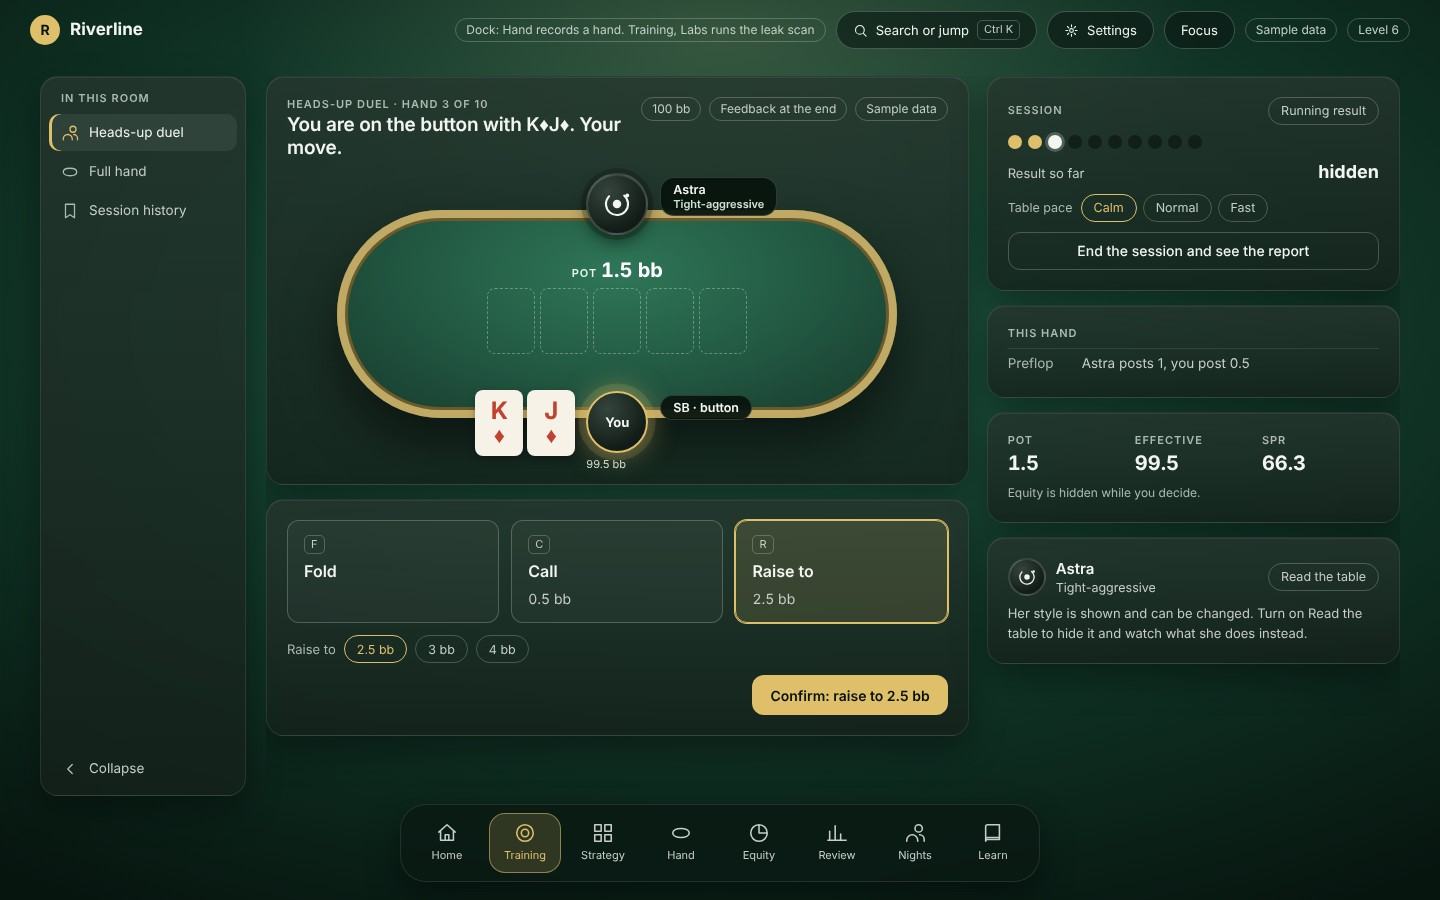 R Riverline
Dock: Hand records a hand. Training, Labs runs the leak scan
Search or jump Ctrl K
Settings
Focus
Sample data
Level 6
IN THIS ROOM
Heads-up duel
Full hand
Session history
Collapse
HEADS-UP DUEL · HAND 3 OF 10
You are on the button with K♦J♦. Your
move.
100 bb
Feedback at the end
Sample data
Astra
Tight-aggressive
POT 1.5 bb
K♦
J♦
You
SB · button
99.5 bb
F
Fold
C
Call
0.5 bb
R
Raise to
2.5 bb
Raise to 2.5 bb 3 bb 4 bb
Confirm: raise to 2.5 bb
SESSION
Running result
Result so far hidden
Table pace Calm Normal Fast
End the session and see the report
THIS HAND
Preflop Astra posts 1, you post 0.5
POT EFFECTIVE SPR
1.5 99.5 66.3
Equity is hidden while you decide.
Astra
Tight-aggressive
Read the table
Her style is shown and can be changed. Turn on Read the
table to hide it and watch what she does instead.
Home Training Strategy Hand Equity Review Nights Learn